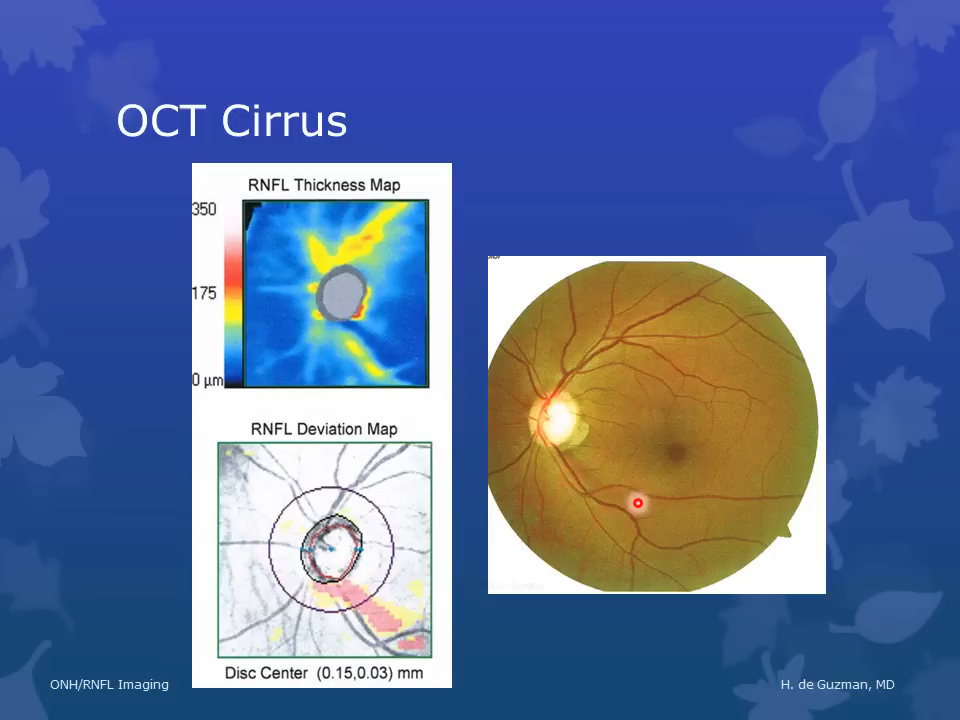 OCT Cirrus
RNFL Thickness Map
350
175
0 μm
RNFL Deviation Map
Disc Center (0.15,0.03) mm
ONH/RNFL Imaging
H. de Guzman, MD